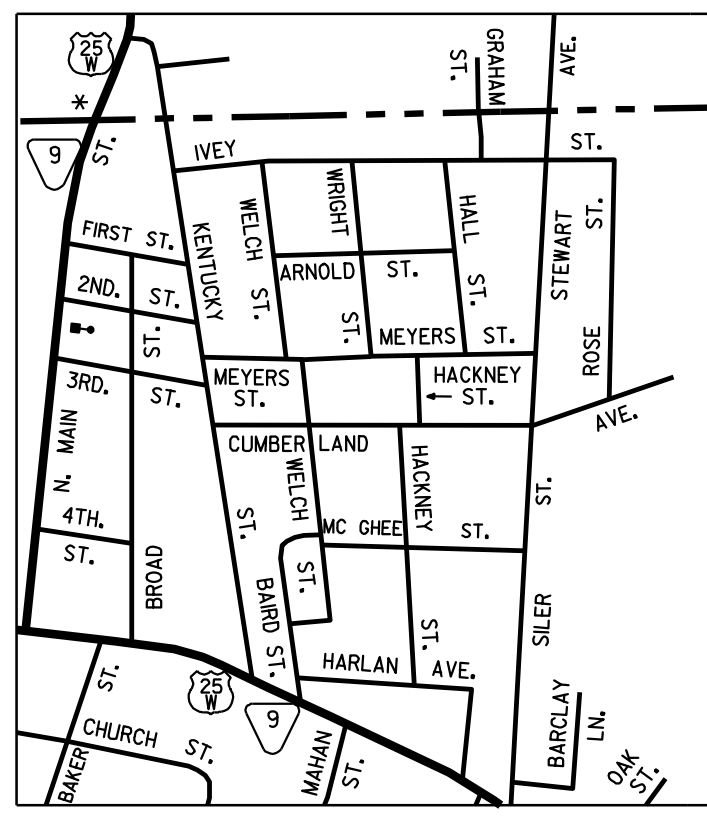 25
W
*
9
ST.
GRAHAM
ST.
AVE.
IVEY
ST.
FIRST ST.
KENTUCKY
WELCH
ST.
WRIGHT
ST.
HALL
ST.
STEWART
ST.
ROSE
2ND.
ST.
ST.
ARNOLD
ST.
MEYERS
ST.
3RD.
ST.
MEYERS
ST.
HACKNEY
← ST.
AVE.
N. MAIN
CUMBER LAND
WELCH
HACKNEY
ST.
ST.
4TH.
ST.
MC GHEE
ST.
BROAD
ST.
BAIRD ST.
ST.
SILER
HARLAN
AVE.
ST.
25
W
9
CHURCH
ST.
BAKER
MAHAN
ST.
BARCLAY
LN.
OAK
ST.